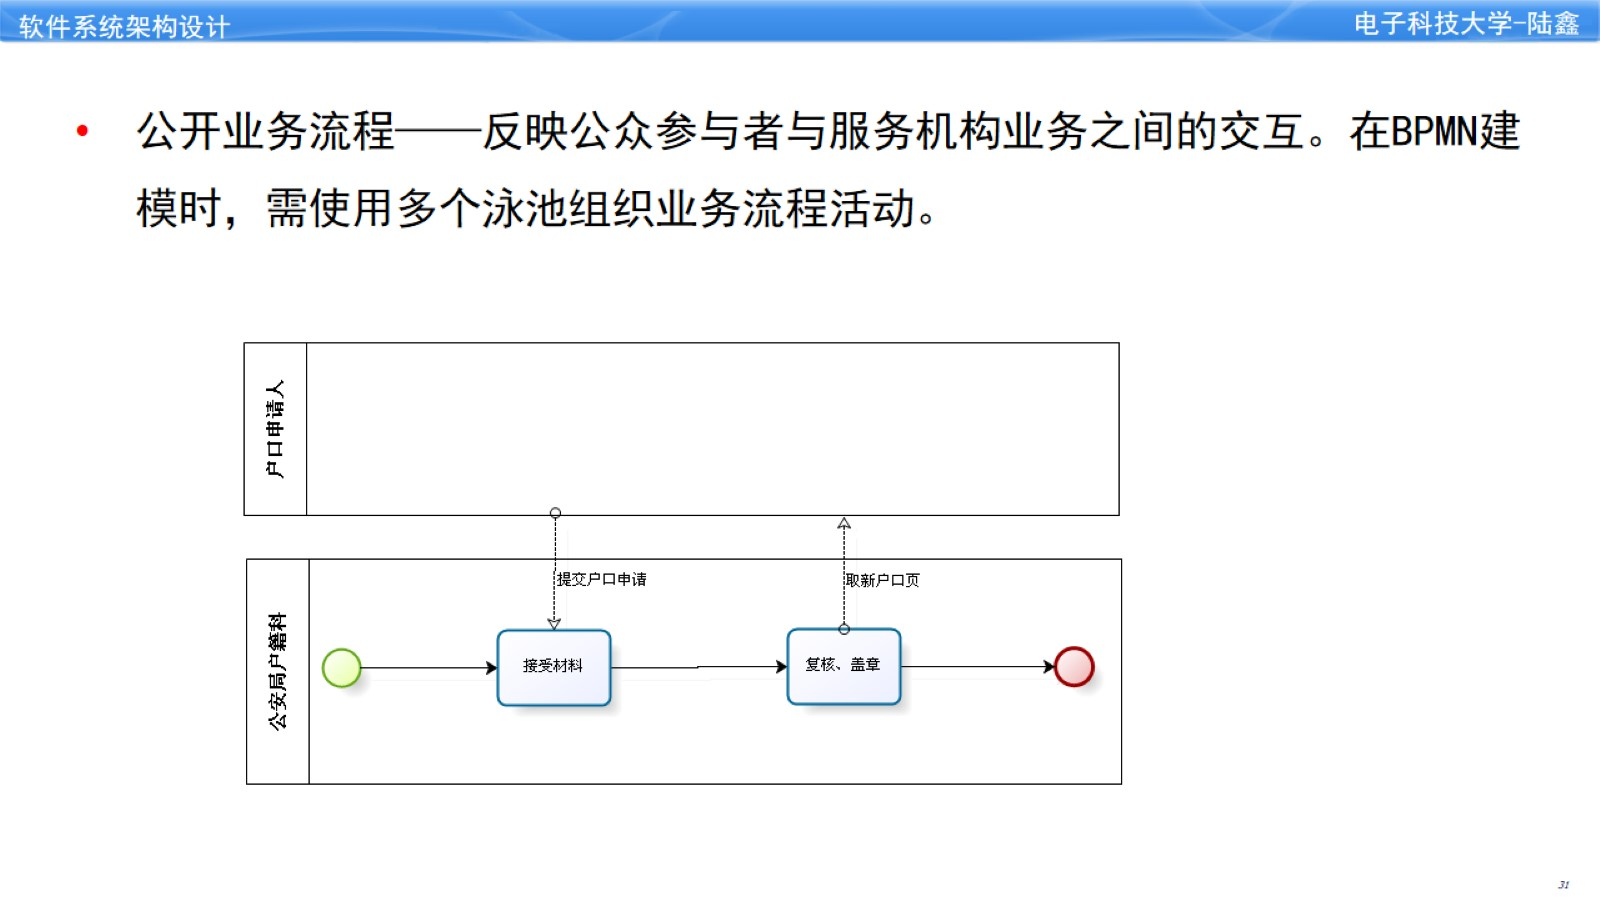 软件系统架构设计
电子科技大学-陆鑫
• 公开业务流程——反映公众参与者与服务机构业务之间的交互。在BPMN建
模时，需使用多个泳池组织业务流程活动。
户口申请人
提交户口申请
取新户口页
公安局户籍科
接受材料
复核、盖章
31